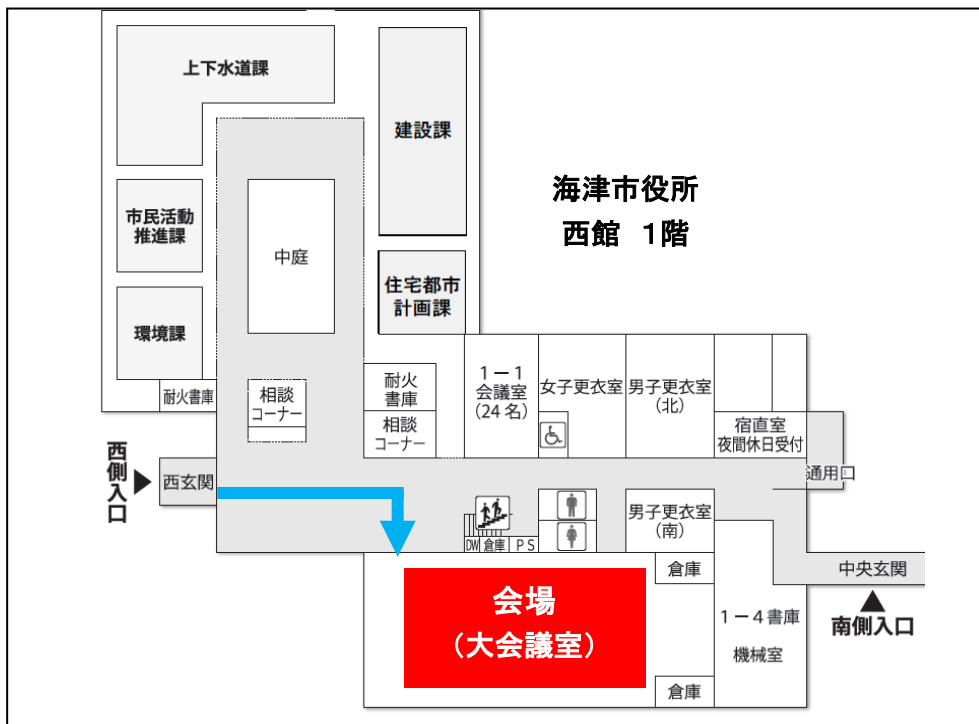 上下水道課
建設課
海津市役所
西館 1階
市民活動
推進課
中庭
住宅都市
計画課
環境課
耐火書庫
相談
コーナー
耐火
書庫
相談
コーナー
1-1
会議室
(24名)
女子更衣室
男子更衣室
(北)
宿直室
夜間休日受付
通用口
西側入口
西玄関
男子更衣室
(南)
DW
倉庫
PS
倉庫
中央玄関
南側入口
会場
(大会議室)
1-4書庫
機械室
倉庫